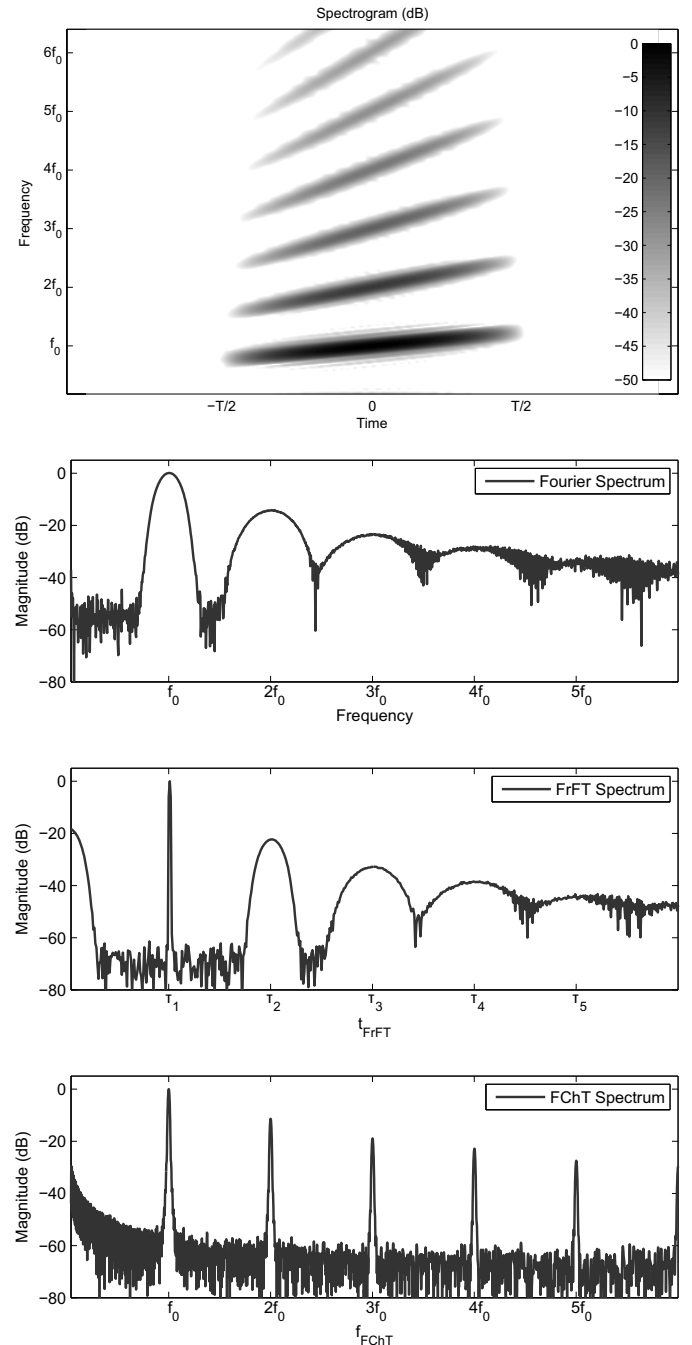 Spectrogram (dB)
6f₀
5f₀
4f₀
3f₀
2f₀
f₀
Frequency
−T/2
0
T/2
Time
0
−5
−10
−15
−20
−25
−30
−35
−40
−45
−50
0
−20
−40
−60
−80
Magnitude (dB)
Fourier Spectrum
f₀
2f₀
3f₀
4f₀
5f₀
Frequency
0
−20
−40
−60
−80
Magnitude (dB)
FrFT Spectrum
τ₁
τ₂
τ₃
τ₄
τ₅
t_FrFT
0
−20
−40
−60
−80
Magnitude (dB)
FChT Spectrum
f₀
2f₀
3f₀
4f₀
5f₀
f_FChT